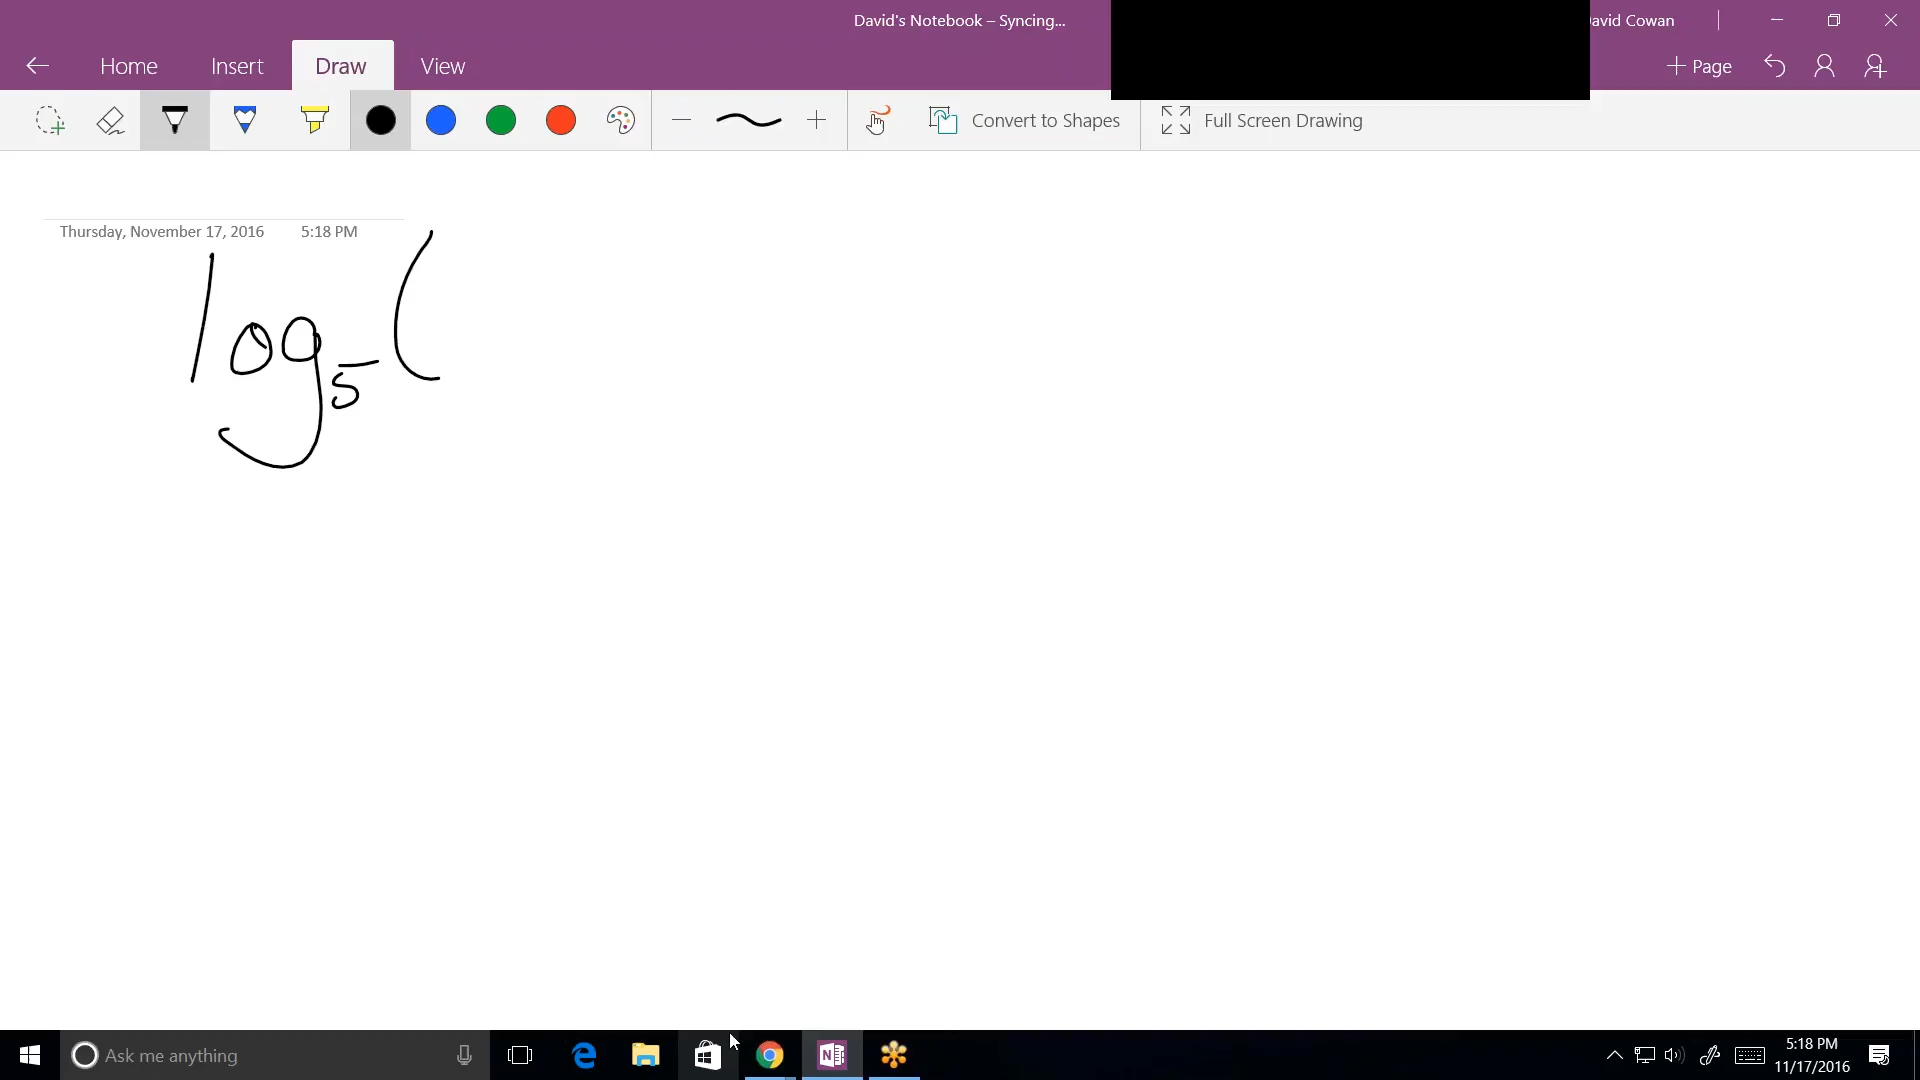 David's Notebook – Syncing...
avid Cowan
Home Insert Draw View
Page
Convert to Shapes
Full Screen Drawing
Thursday, November 17, 2016 5:18 PM
log₅(
Ask me anything
5:18 PM
11/17/2016